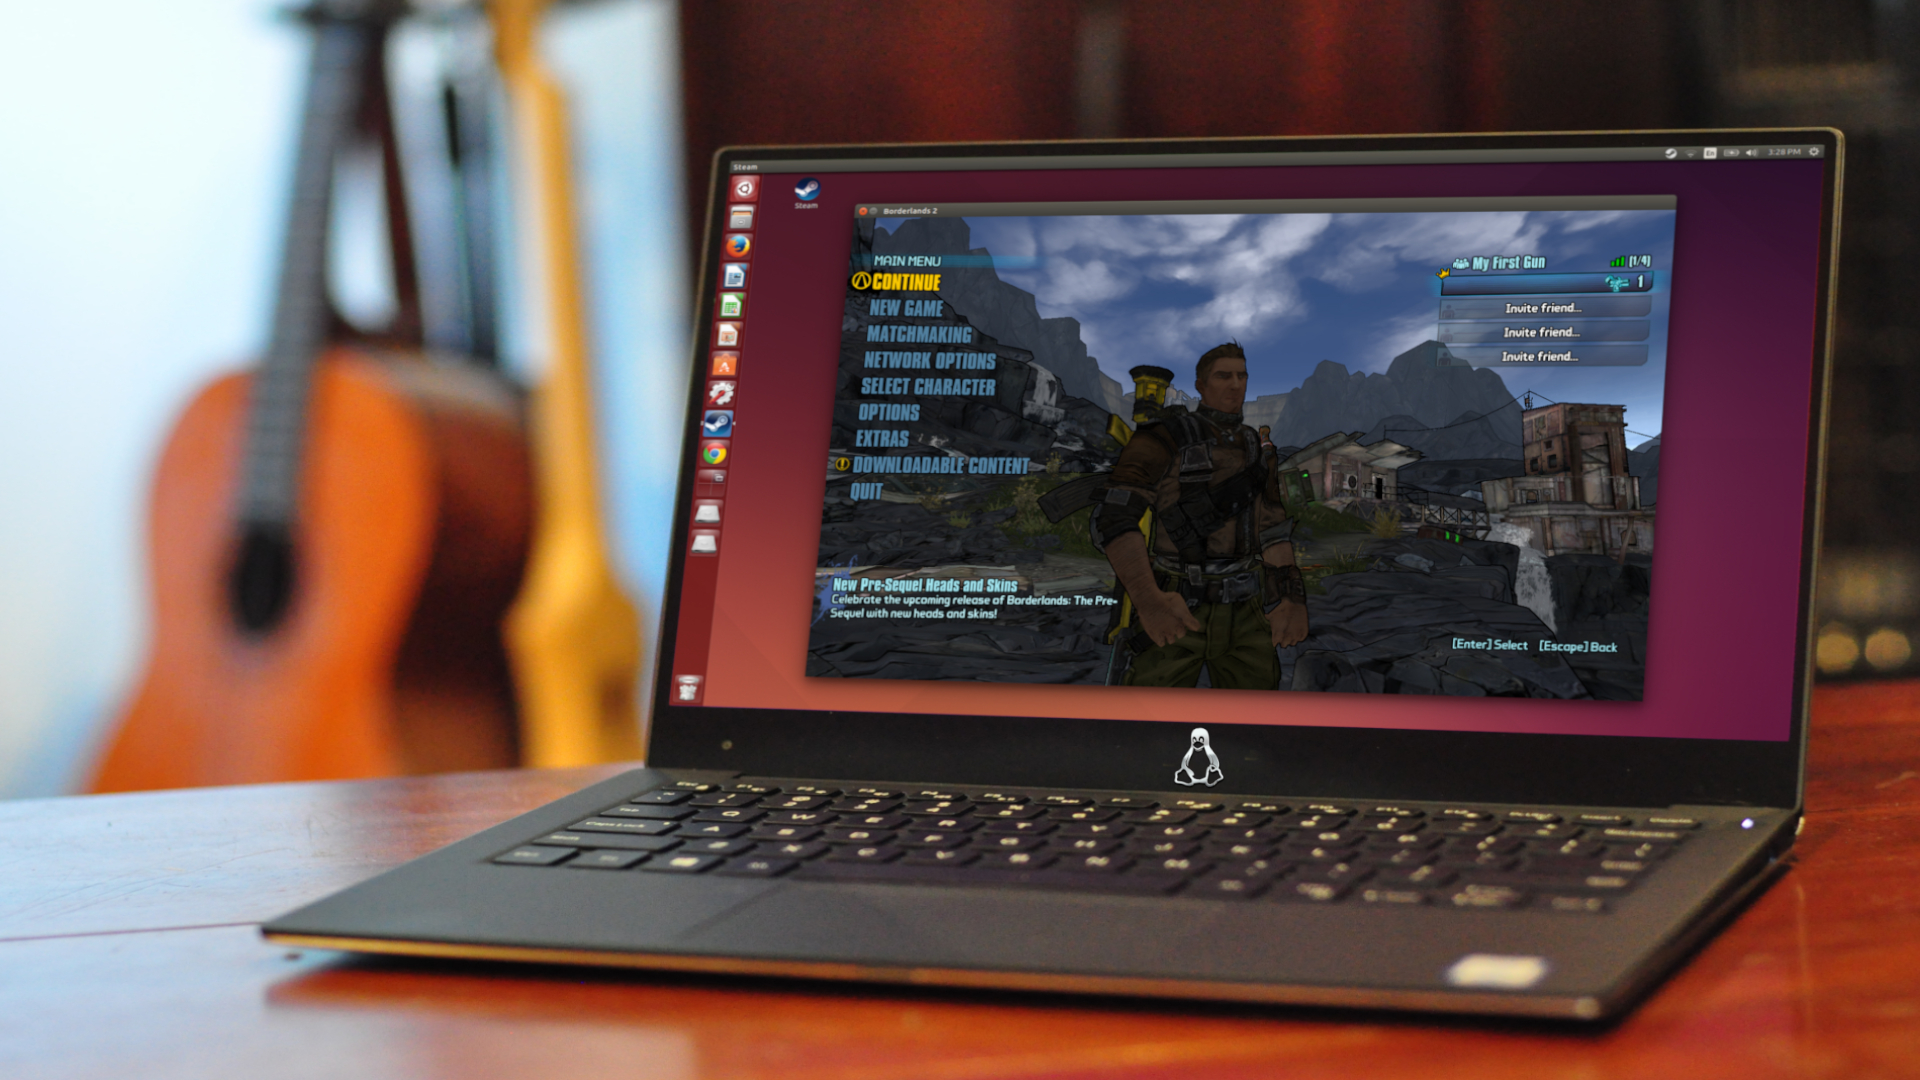 Steam
En
3:28 PM
Steam
Borderlands 2
MAIN MENU
CONTINUE
NEW GAME
MATCHMAKING
NETWORK OPTIONS
SELECT CHARACTER
OPTIONS
EXTRAS
DOWNLOADABLE CONTENT
QUIT
My First Gun
(1/4)
1
Invite friend...
Invite friend...
Invite friend...
New Pre-Sequel Heads and Skins
Celebrate the upcoming release of Borderlands: The Pre-
Sequel with new heads and skins!
[Enter] Select [Escape] Back